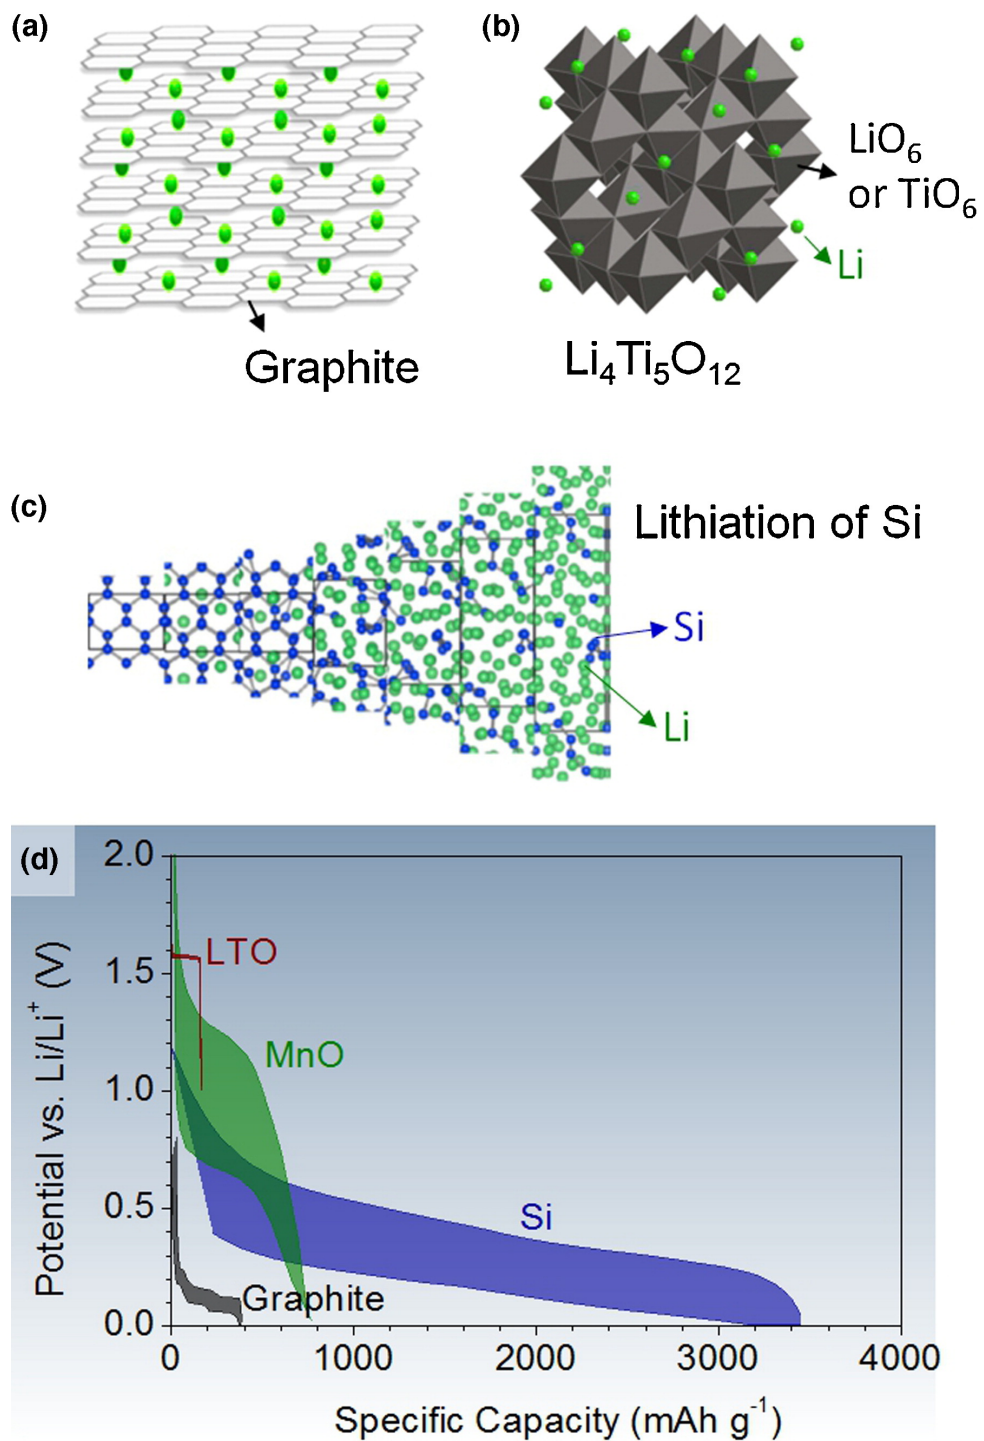 (a)
(b)
LiO₆
or TiO₆
Li
Graphite
Li₄Ti₅O₁₂
(c)
Lithiation of Si
Si
Li
(d)
2.0
1.5
1.0
0.5
0.0
Potential vs. Li/Li⁺ (V)
LTO
MnO
Si
Graphite
0
1000
2000
3000
4000
Specific Capacity (mAh g⁻¹)